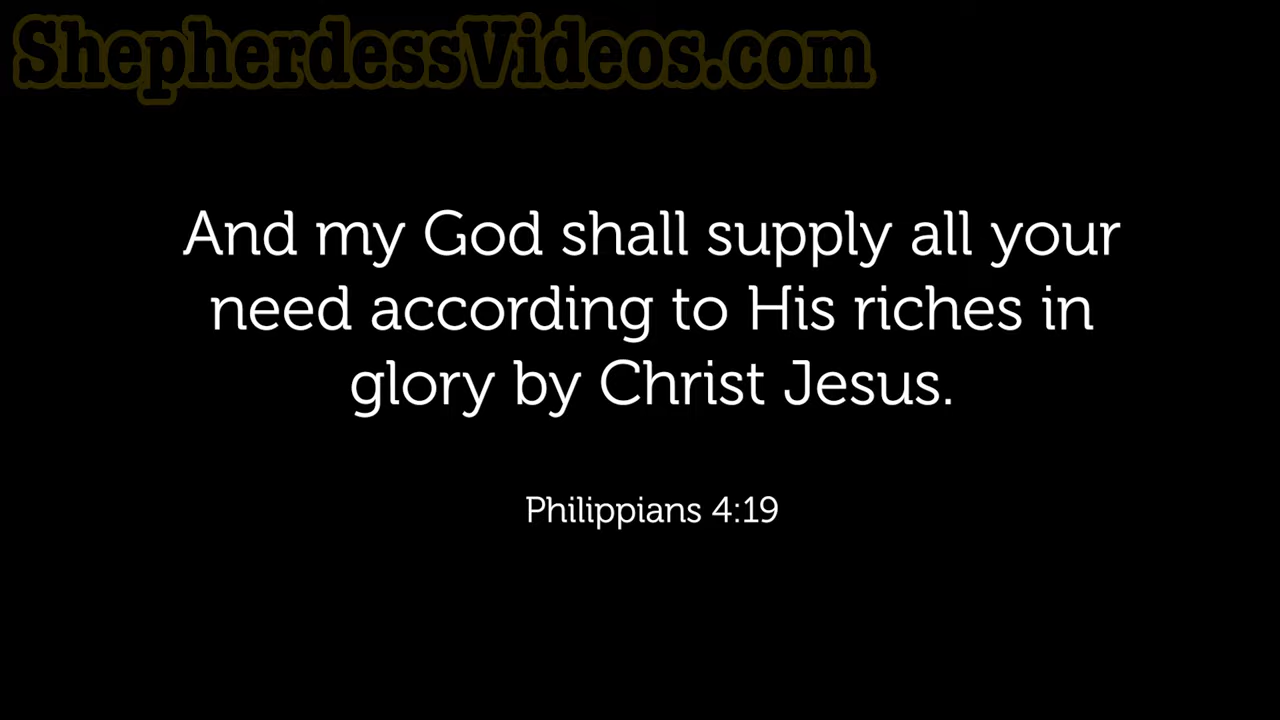 ShepherdessVideos.com
And my God shall supply all your
need according to His riches in
glory by Christ Jesus.
Philippians 4:19